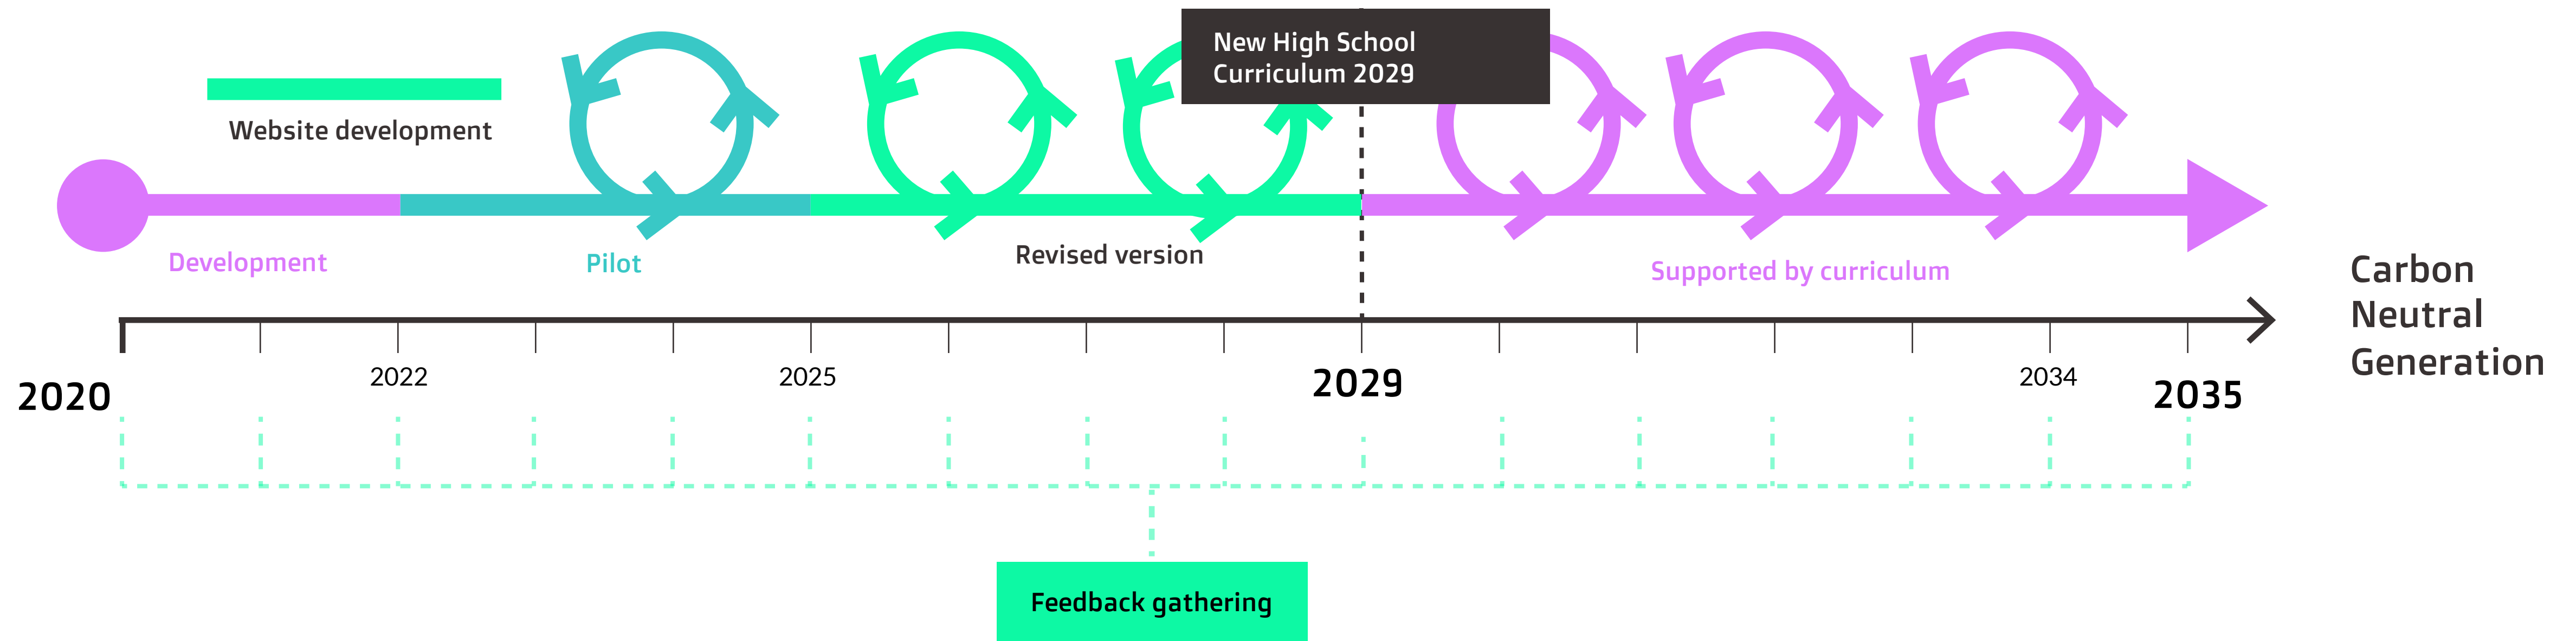 New High School
Curriculum 2029
Website development
Development
Pilot
Revised version
Supported by curriculum
Carbon
Neutral
Generation
2020
2022
2025
2029
2034
2035
Feedback gathering